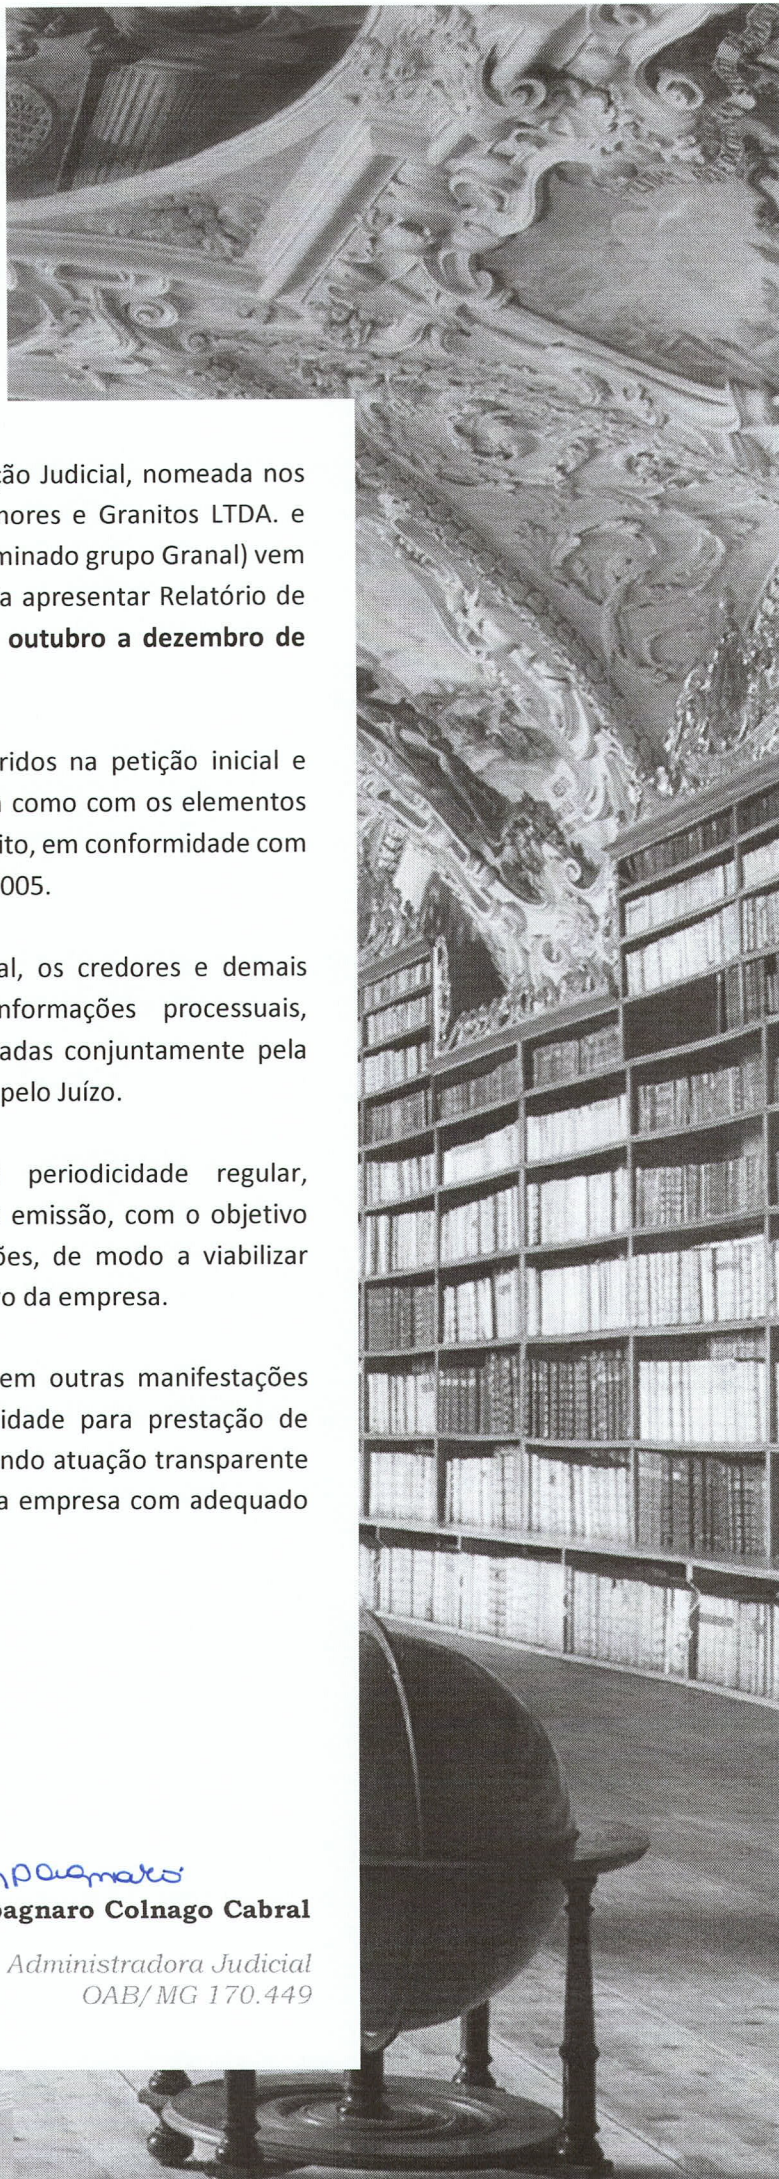 ção Judicial, nomeada nos
mores e Granitos LTDA. e
minado grupo Granal) vem
a apresentar Relatório de
outubro a dezembro de
ridos na petição inicial e
como com os elementos
ito, em conformidade com
005.
al, os credores e demais
nformações processuais,
adas conjuntamente pela
pelo Juízo.
periodicidade regular,
emissão, com o objetivo
ões, de modo a viabilizar
o da empresa.
em outras manifestações
idade para prestação de
ndo atuação transparente
a empresa com adequado
pagnaro
pagnaro Colnago Cabral
Administradora Judicial
OAB/MG 170.449